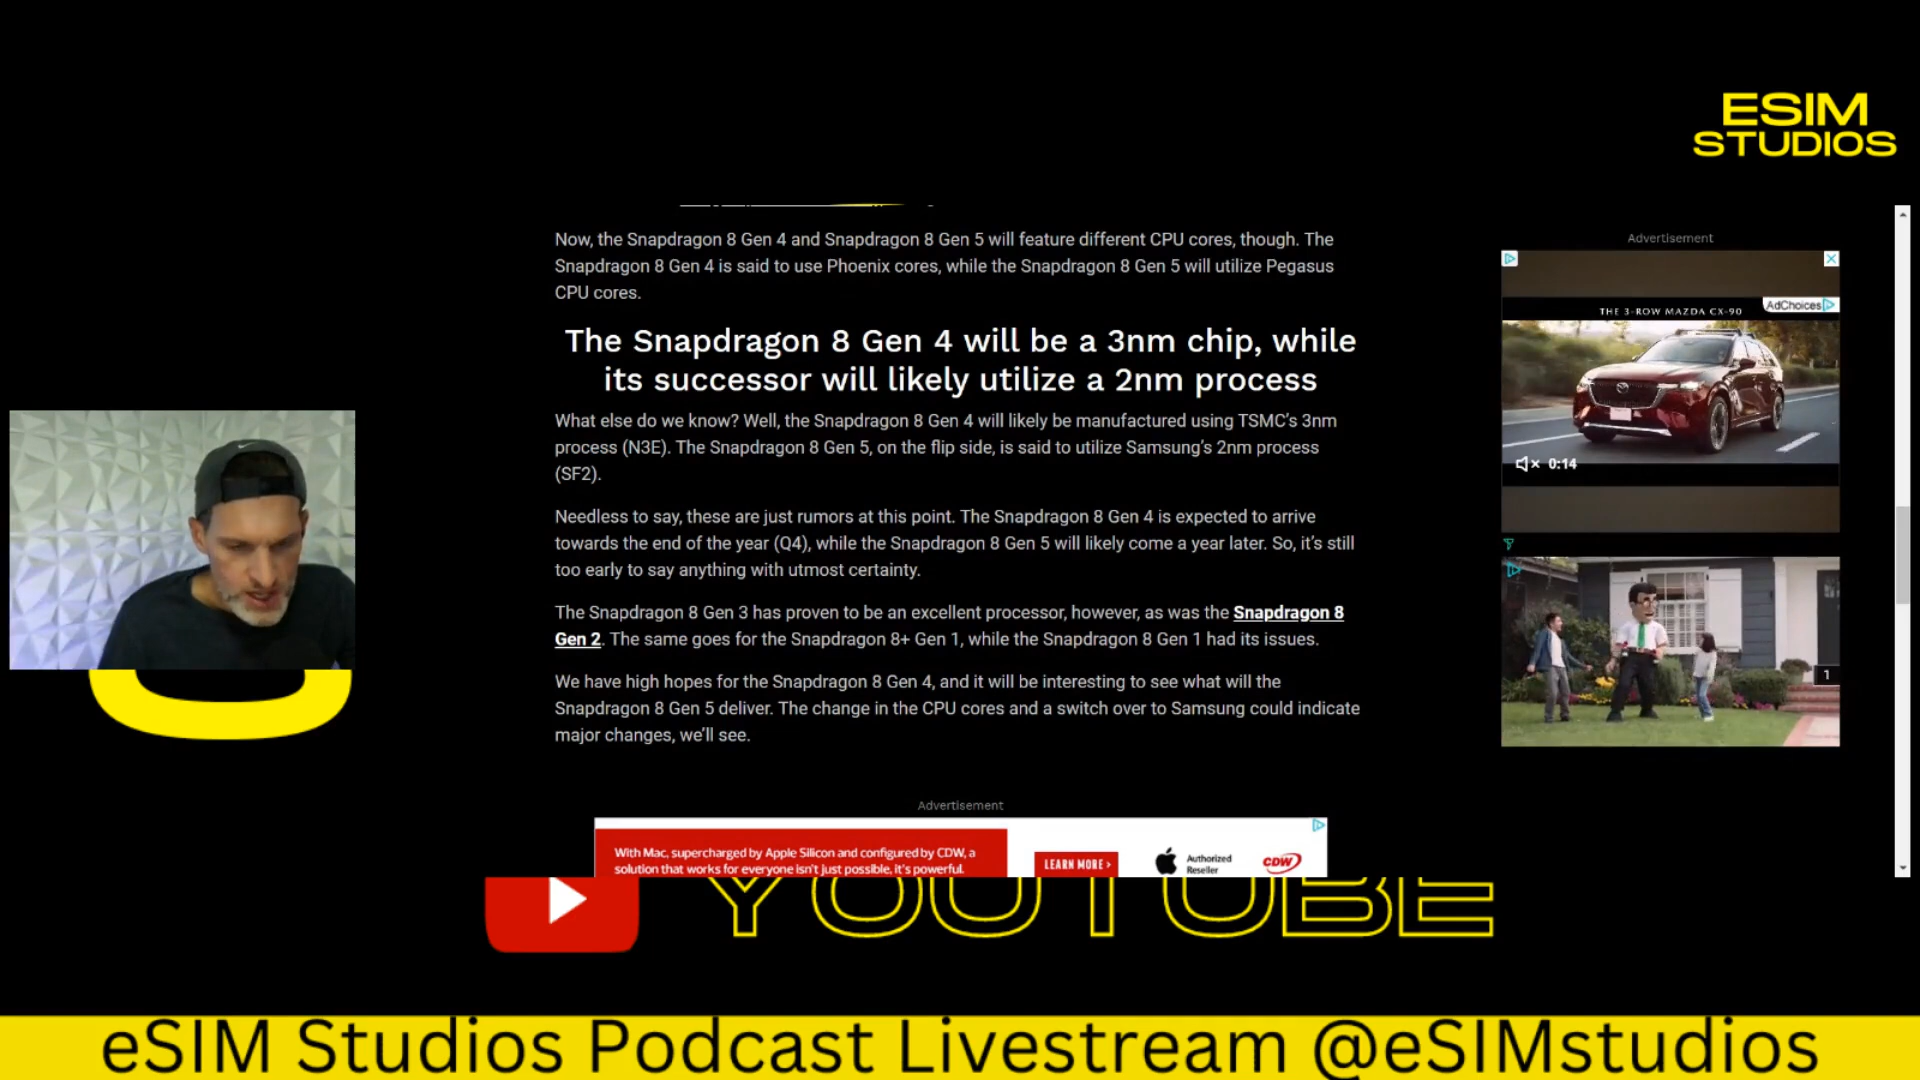 ESIM
STUDIOS
Now, the Snapdragon 8 Gen 4 and Snapdragon 8 Gen 5 will feature different CPU cores, though. The
Snapdragon 8 Gen 4 is said to use Phoenix cores, while the Snapdragon 8 Gen 5 will utilize Pegasus
CPU cores.
The Snapdragon 8 Gen 4 will be a 3nm chip, while
its successor will likely utilize a 2nm process
What else do we know? Well, the Snapdragon 8 Gen 4 will likely be manufactured using TSMC's 3nm
process (N3E). The Snapdragon 8 Gen 5, on the flip side, is said to utilize Samsung's 2nm process
(SF2).
Needless to say, these are just rumors at this point. The Snapdragon 8 Gen 4 is expected to arrive
towards the end of the year (Q4), while the Snapdragon 8 Gen 5 will likely come a year later. So, it's still
too early to say anything with utmost certainty.
The Snapdragon 8 Gen 3 has proven to be an excellent processor, however, as was the Snapdragon 8
Gen 2. The same goes for the Snapdragon 8+ Gen 1, while the Snapdragon 8 Gen 1 had its issues.
We have high hopes for the Snapdragon 8 Gen 4, and it will be interesting to see what will the
Snapdragon 8 Gen 5 deliver. The change in the CPU cores and a switch over to Samsung could indicate
major changes, we'll see.
Advertisement
AdChoices
THE 3-ROW MAZDA CX-90
0:14
1
Advertisement
With Mac, supercharged by Apple Silicon and configured by CDW, a
solution that works for everyone isn't just possible, it's powerful.
LEARN MORE >
Authorized
Reseller
CDW
YOUTUBE
eSIM Studios Podcast Livestream @eSIMstudios